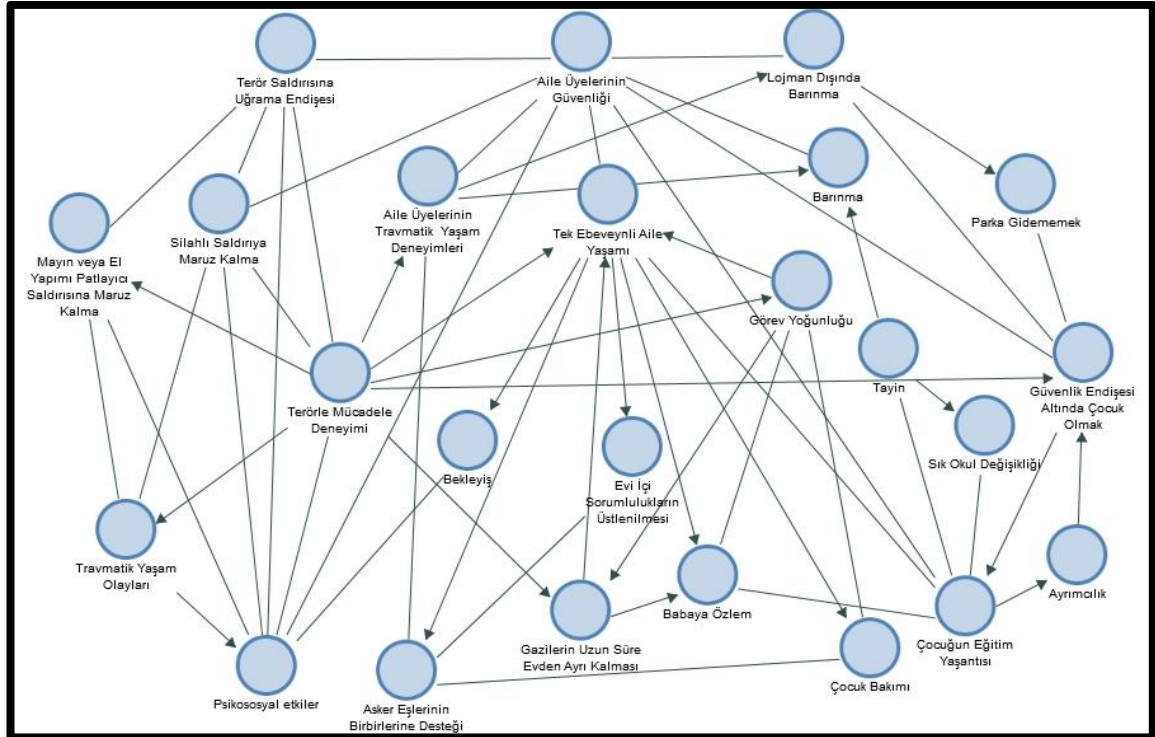 Terör Saldırısına
Uğrama Endişesi
Aile Üyelerinin
Güvenliği
Lojman Dışında
Barınma
Barınma
Parka Gidememek
Aile Üyelerinin
Travmatik Yaşam
Deneyimleri
Tek Ebeveynli Aile
Yaşamı
Silahlı Saldırıya
Maruz Kalma
Mayın veya El
Yapımı Patlayıcı
Saldırısına Maruz
Kalma
Görev Yoğunluğu
Tayin
Güvenlik Endişesi
Altında Çocuk
Olmak
Terörle Mücadele
Deneyimi
Bekleyiş
Evi İçi
Sorumlulukların
Üstlenilmesi
Sık Okul Değişikliği
Travmatik Yaşam
Olayları
Babaya Özlem
Ayrımcılık
Gazilerin Uzun Süre
Evden Ayrı Kalması
Çocuğun Eğitim
Yaşantısı
Çocuk Bakımı
Psikososyal etkiler
Asker Eşlerinin
Birbirlerine Desteği